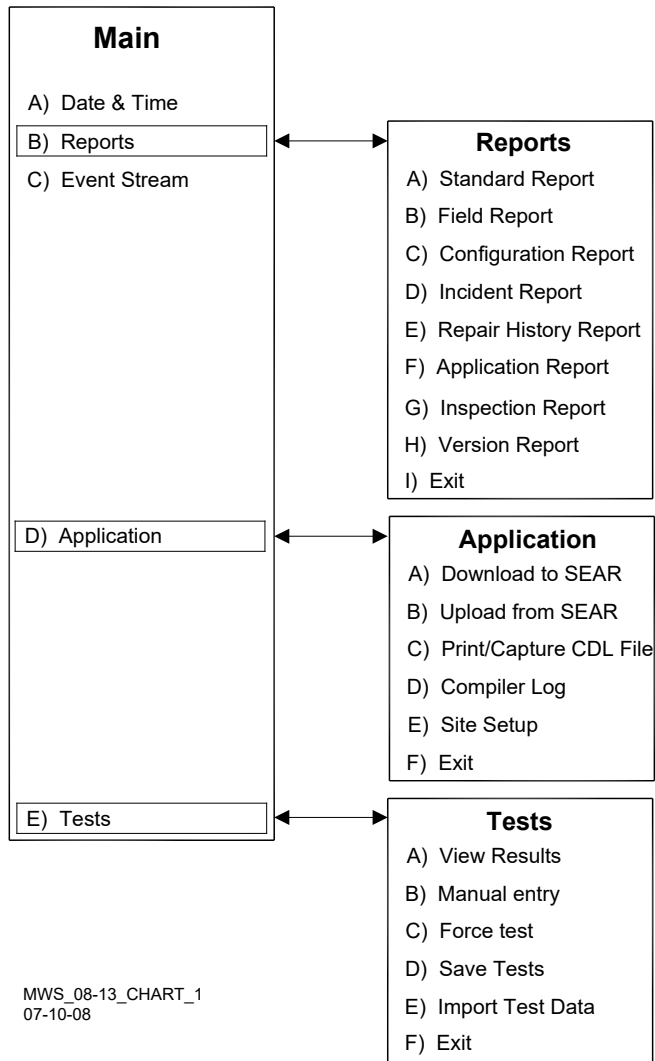 Main
A) Date & Time
B) Reports
C) Event Stream
D) Application
E) Tests
Reports
A) Standard Report
B) Field Report
C) Configuration Report
D) Incident Report
E) Repair History Report
F) Application Report
G) Inspection Report
H) Version Report
I) Exit
Application
A) Download to SEAR
B) Upload from SEAR
C) Print/Capture CDL File
D) Compiler Log
E) Site Setup
F) Exit
Tests
A) View Results
B) Manual entry
C) Force test
D) Save Tests
E) Import Test Data
F) Exit
MWS_08-13_CHART_1
07-10-08